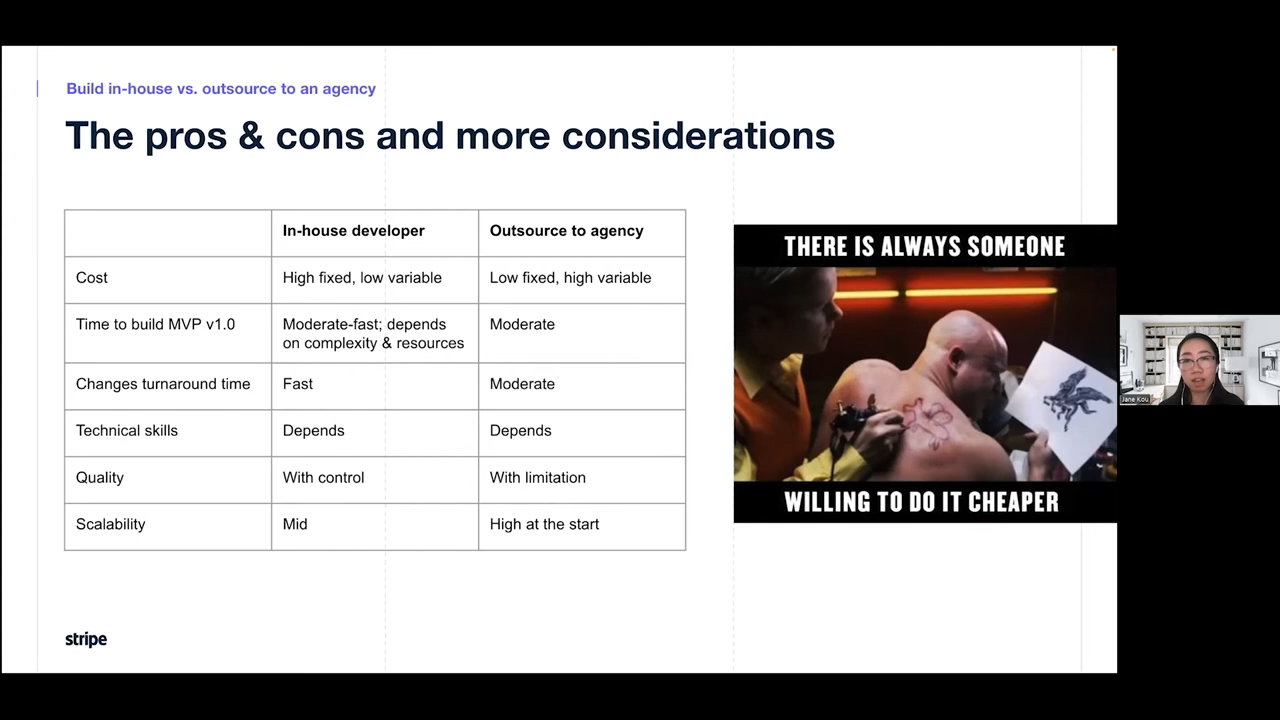 Build in-house vs. outsource to an agency
The pros & cons and more considerations
In-house developer
Outsource to agency
Cost
High fixed, low variable
Low fixed, high variable
Time to build MVP v1.0
Moderate-fast; depends
on complexity & resources
Moderate
Changes turnaround time
Fast
Moderate
Technical skills
Depends
Depends
Quality
With control
With limitation
Scalability
Mid
High at the start
THERE IS ALWAYS SOMEONE
WILLING TO DO IT CHEAPER
Jane Kou
stripe